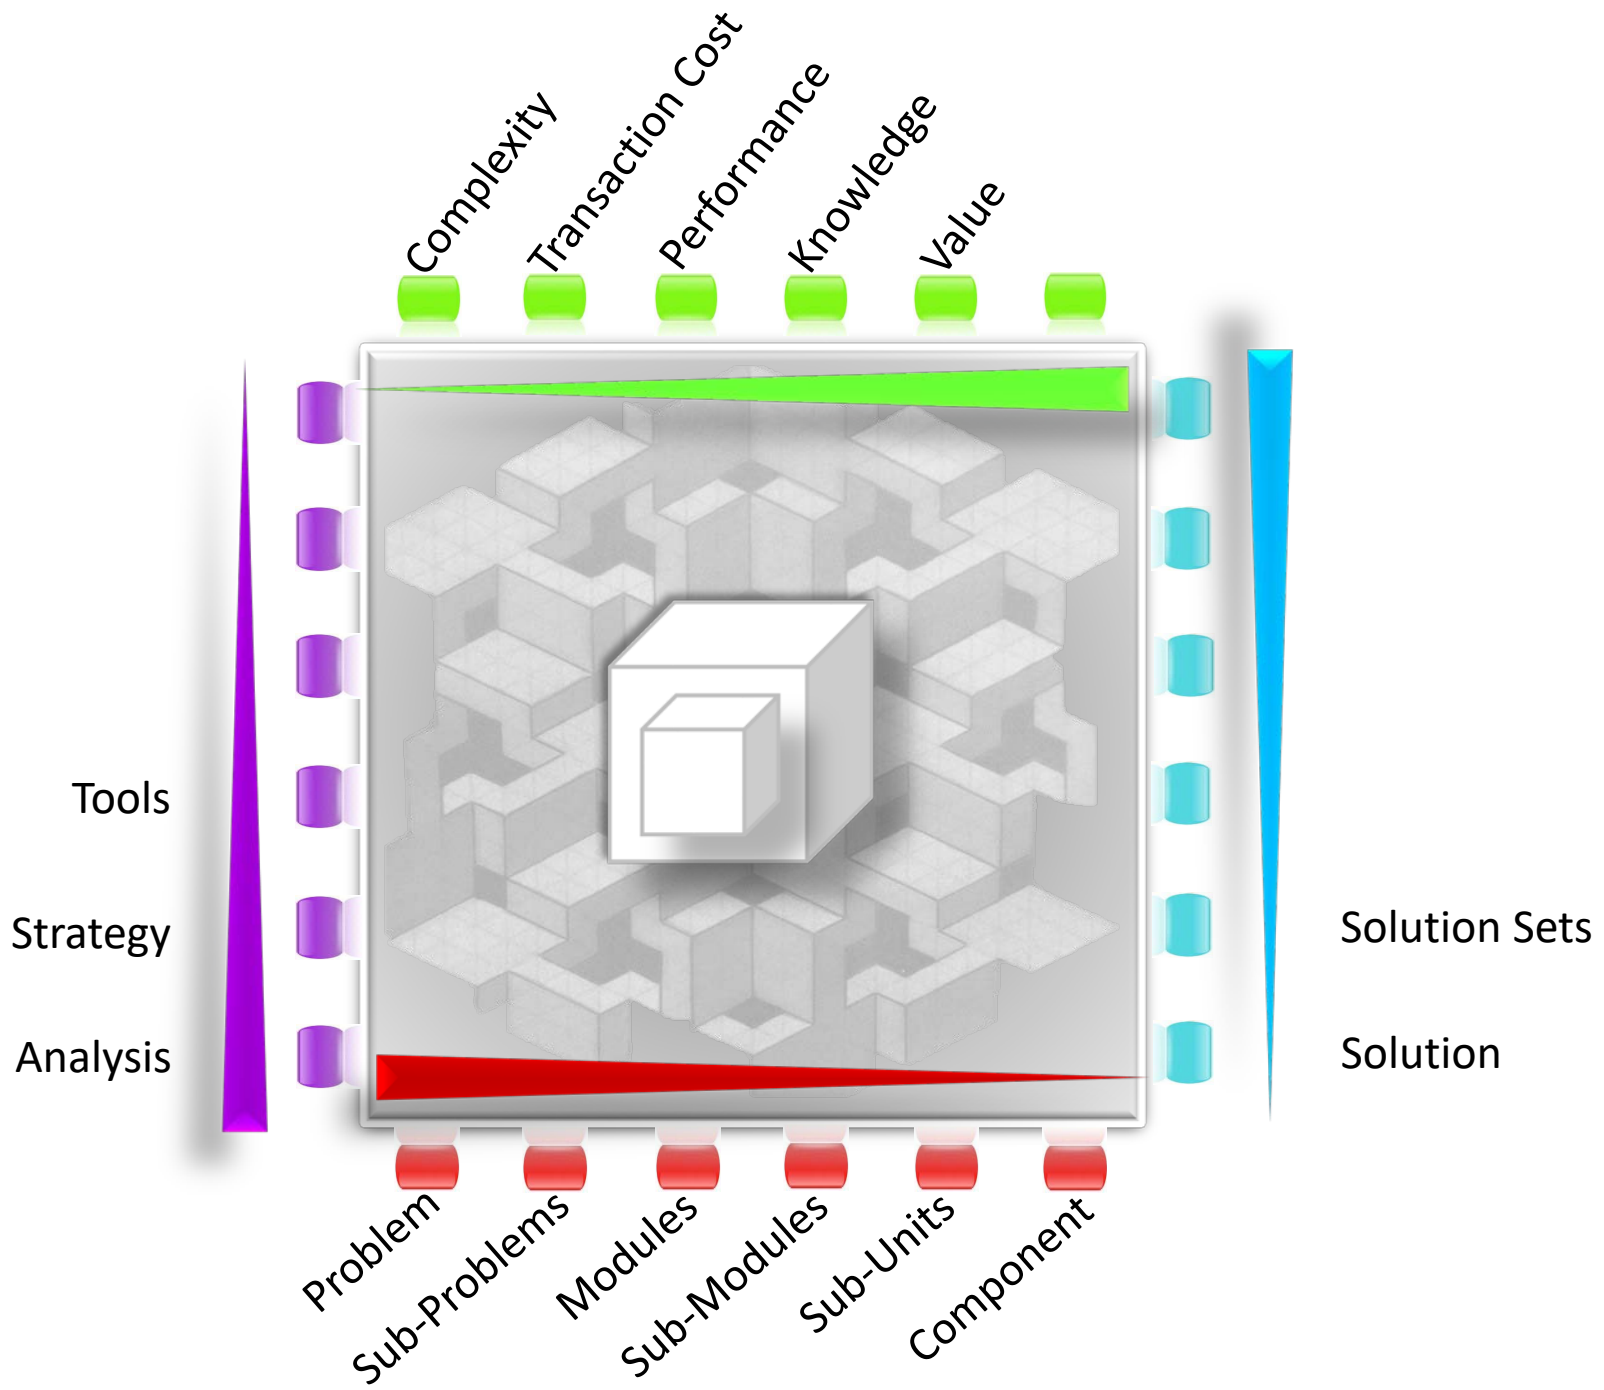 Complexity
Transaction Cost
Performance
Knowledge
Value
Tools
Strategy
Analysis
Solution Sets
Solution
Problem
Sub-Problems
Modules
Sub-Modules
Sub-Units
Component